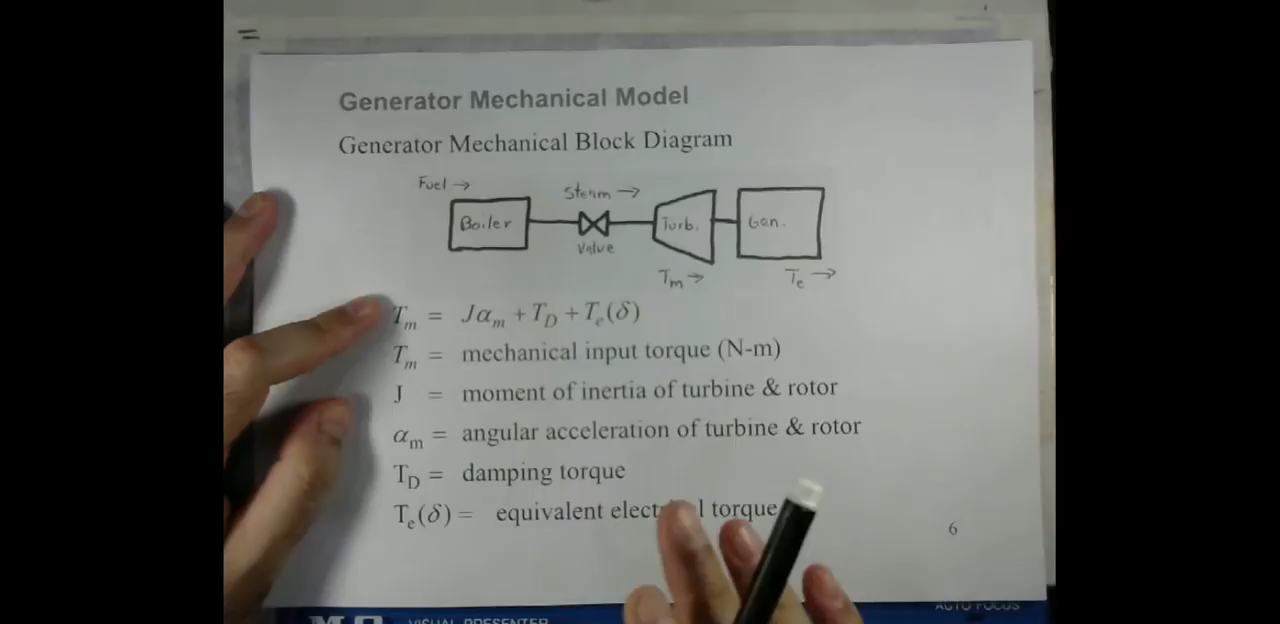 Generator Mechanical Model
Generator Mechanical Block Diagram
Fuel →
Steam →
Boiler
Turb.
Gen.
Valve
Tm →
Te →
Tm = Jαm + TD + Te(δ)
Tm = mechanical input torque (N-m)
J = moment of inertia of turbine & rotor
αm = angular acceleration of turbine & rotor
TD = damping torque
Te(δ) = equivalent electrical torque
6
AUTO FOCUS
VISUAL PRESENTER